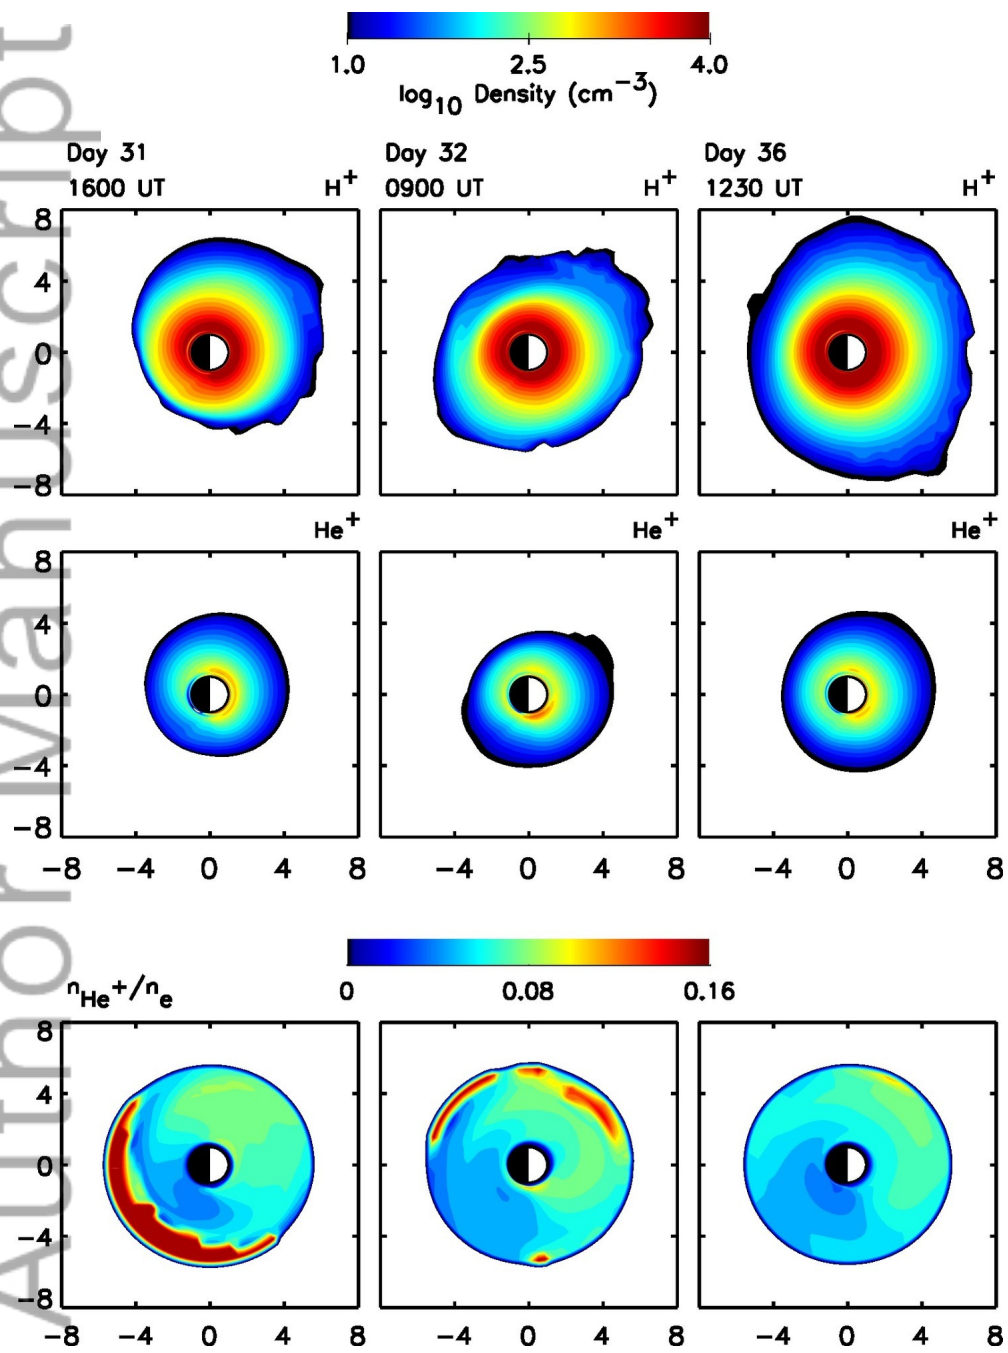 Author Manuscript
1.0 2.5 4.0
log10 Density (cm−3)
Day 31 Day 32 Day 36
1600 UT H+ 0900 UT H+ 1230 UT H+
8
4
0
−4
−8
He+ He+ He+
8
4
0
−4
−8
−8 −4 0 4 8 −4 0 4 8 −4 0 4 8
nHe+/ne
0 0.08 0.16
8
4
0
−4
−8
−8 −4 0 4 8 −4 0 4 8 −4 0 4 8